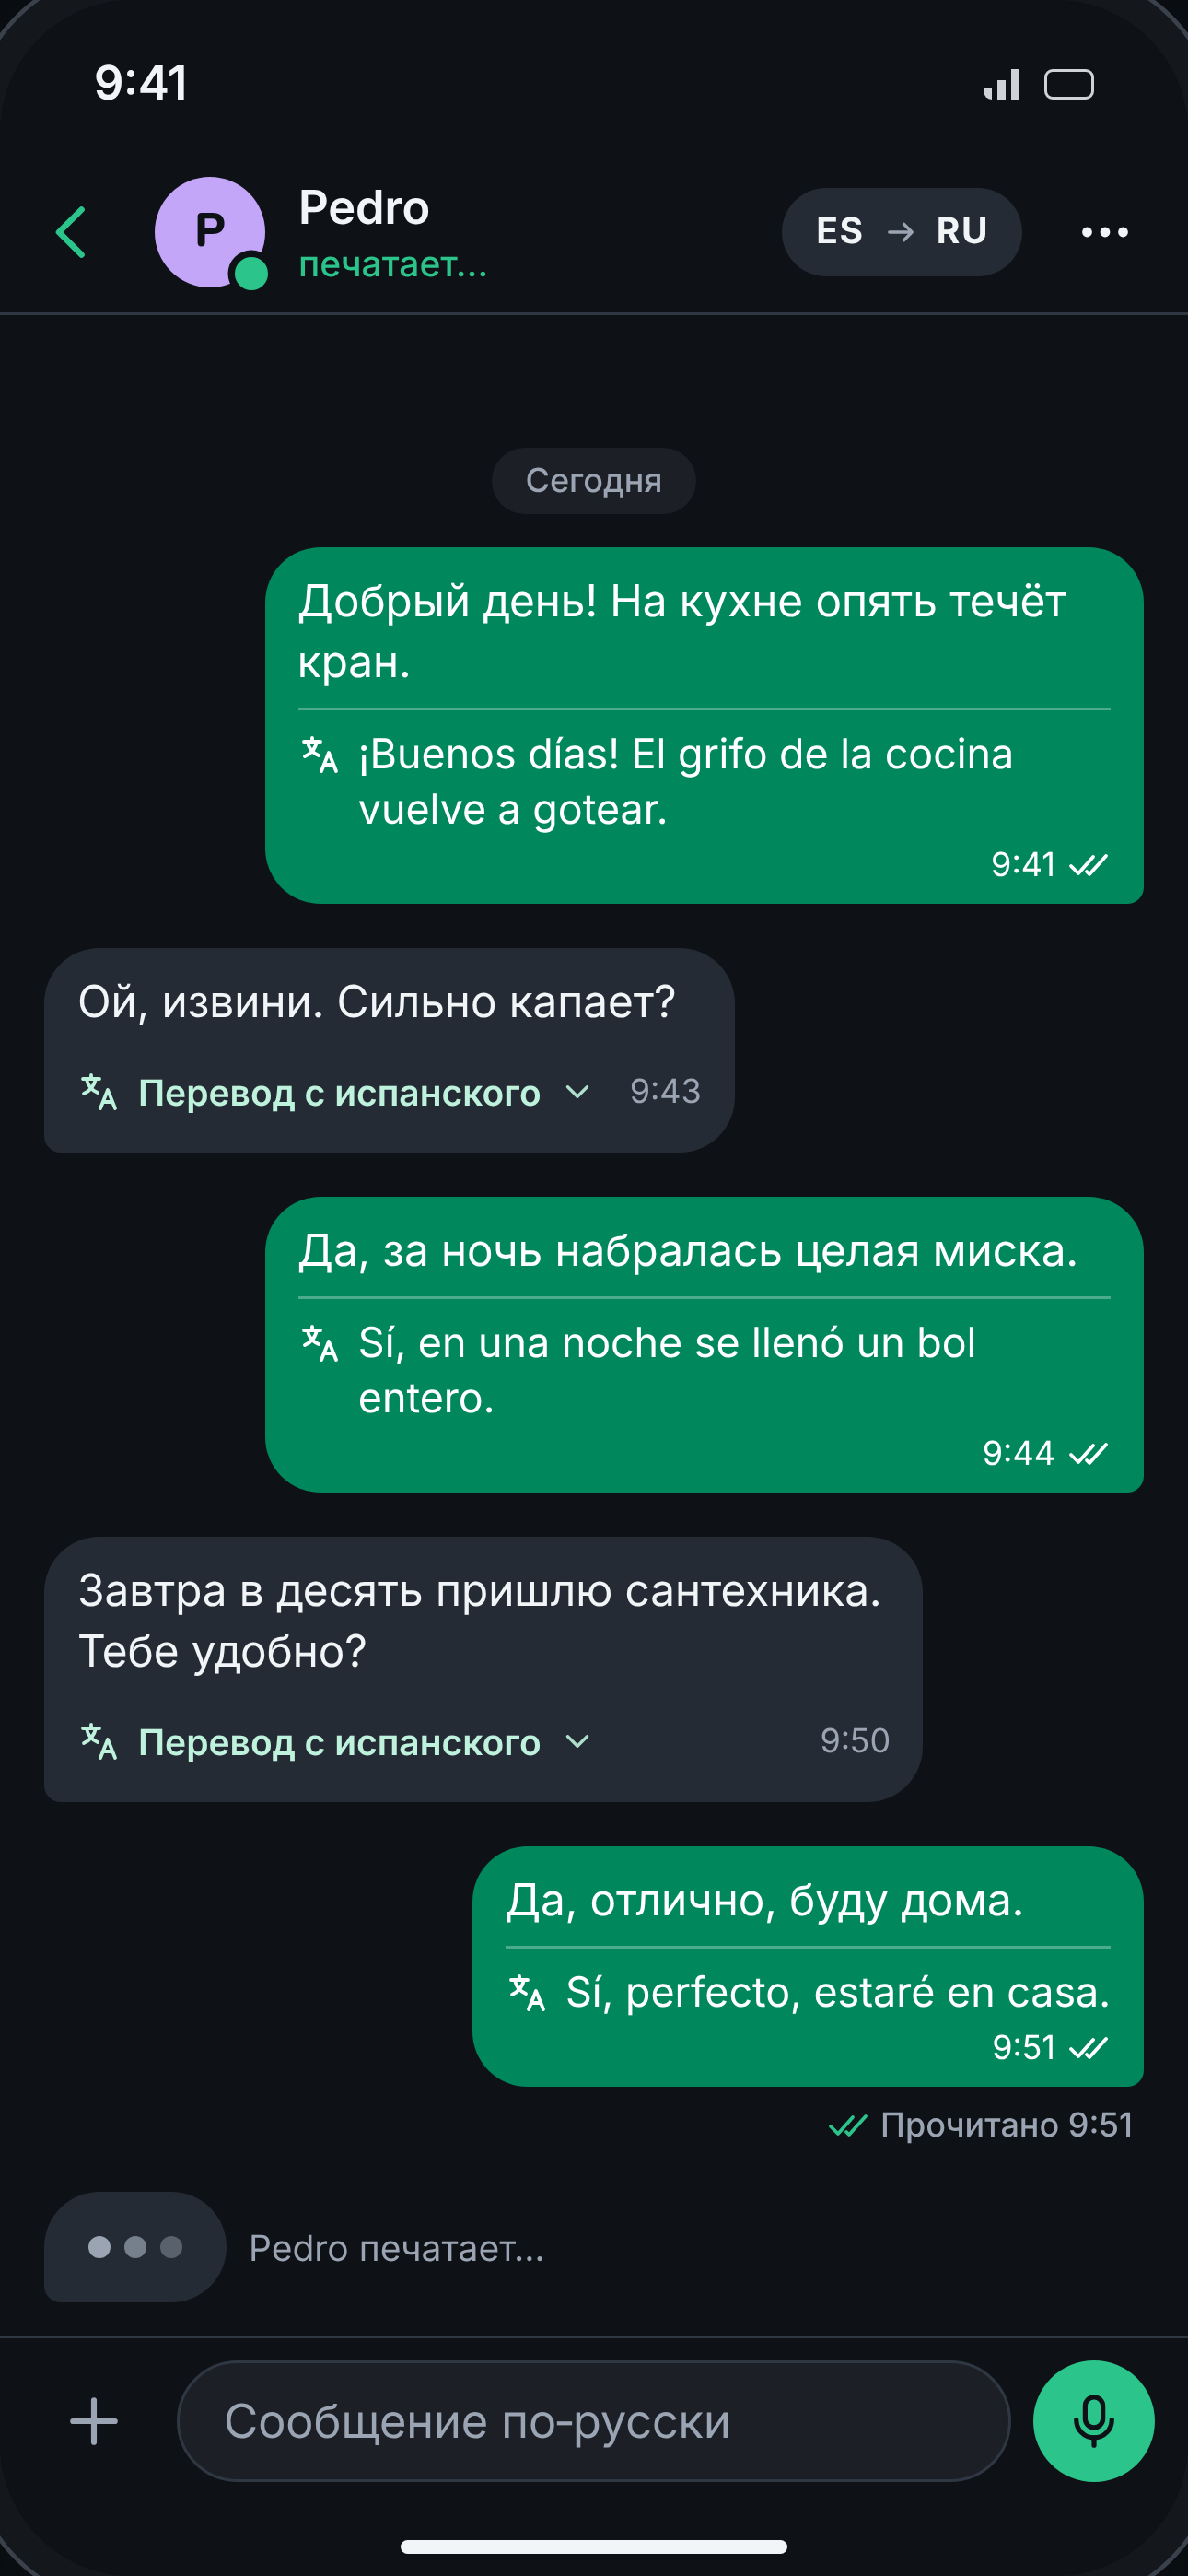 9:41
Pedro
печатает...
ES → RU
Сегодня
Добрый день! На кухне опять течёт
кран.
¡Buenos días! El grifo de la cocina
vuelve a gotear.
9:41
Ой, извини. Сильно капает?
Перевод с испанского 9:43
Да, за ночь набралась целая миска.
Sí, en una noche se llenó un bol
entero.
9:44
Завтра в десять пришлю сантехника.
Тебе удобно?
Перевод с испанского 9:50
Да, отлично, буду дома.
Sí, perfecto, estaré en casa.
9:51
Прочитано 9:51
Pedro печатает...
Сообщение по-русски